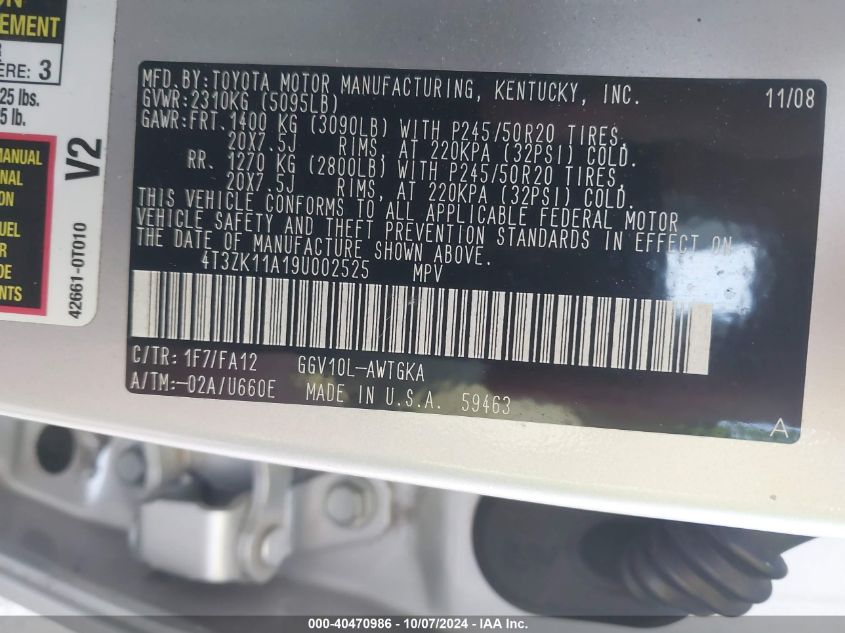 EMENT
ÈRE: 3
25 lbs.
5 lb.
MANUAL
NAL
ON
UEL
R
DE
NTS
V2
42661-0T010
MFD.BY:TOYOTA MOTOR MANUFACTURING, KENTUCKY, INC. 11/08
GVWR:2310KG (5095LB)
GAWR:FRT.1400 KG (3090LB) WITH P245/50R20 TIRES,
20X7.5J RIMS, AT 220KPA (32PSI) COLD.
RR. 1270 KG (2800LB) WITH P245/50R20 TIRES,
20X7.5J RIMS, AT 220KPA (32PSI) COLD.
THIS VEHICLE CONFORMS TO ALL APPLICABLE FEDERAL MOTOR
VEHICLE SAFETY AND THEFT PREVENTION STANDARDS IN EFFECT ON
THE DATE OF MANUFACTURE SHOWN ABOVE.
4T3ZK11A19U002525 MPV
C/TR: 1F7/FA12 GGV10L-AWTGKA
A/TM:-02A/U660E MADE IN U.S.A. 59463
A
000-40470986 - 10/07/2024 - IAA Inc.